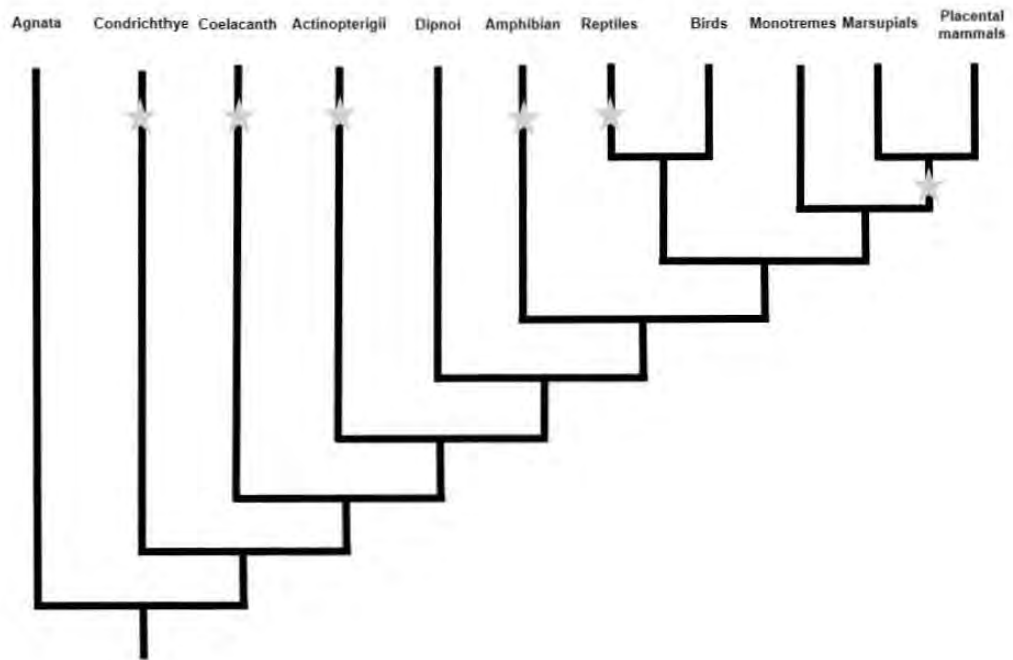 Agnata
Condrichthye
Coelacanth
Actinopterigii
Dipnoi
Amphibian
Reptiles
Birds
Monotremes
Marsupials
Placental
mammals